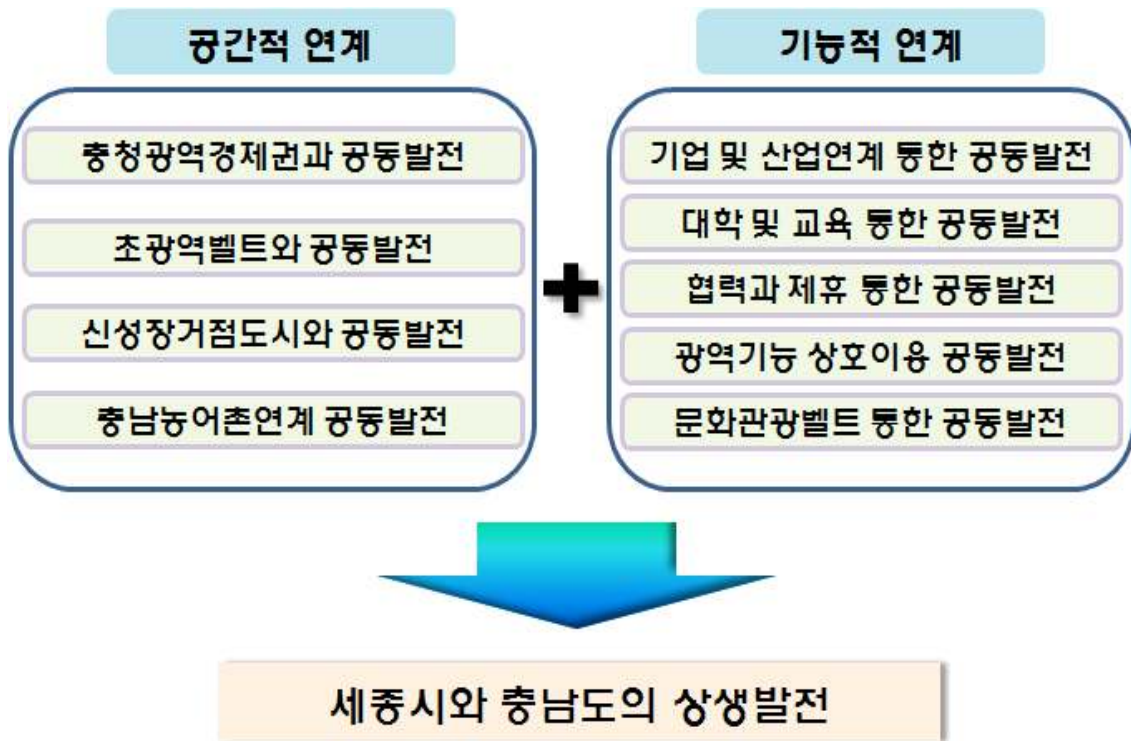 공간적 연계
충청광역경제권과 공동발전
초광역벨트와 공동발전
신성장거점도시와 공동발전
충남농어촌연계 공동발전
기능적 연계
기업 및 산업연계 통한 공동발전
대학 및 교육 통한 공동발전
협력과 제휴 통한 공동발전
광역기능 상호이용 공동발전
문화관광벨트 통한 공동발전
세종시와 충남도의 상생발전